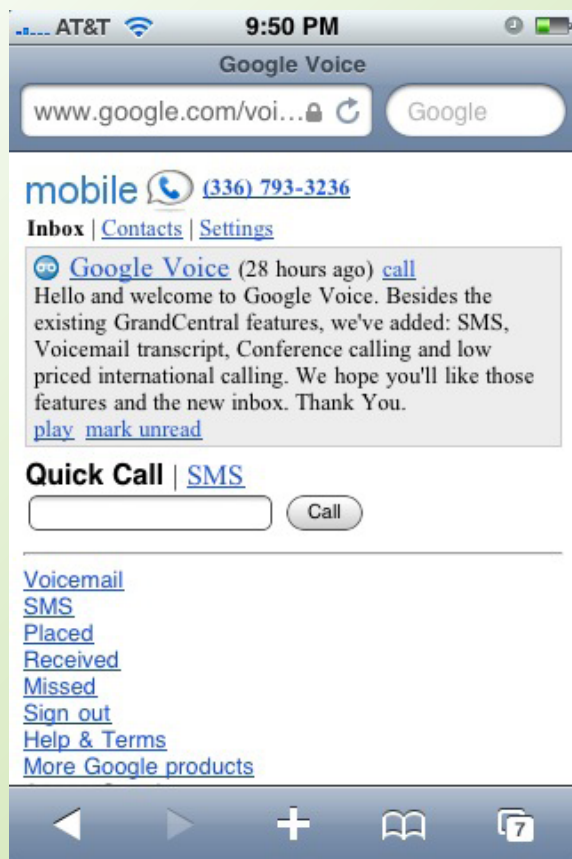 AT&T 9:50 PM
Google Voice
www.google.com/voi... Google
mobile (336) 793-3236
Inbox | Contacts | Settings
Google Voice (28 hours ago) call
Hello and welcome to Google Voice. Besides the
existing GrandCentral features, we've added: SMS,
Voicemail transcript, Conference calling and low
priced international calling. We hope you'll like those
features and the new inbox. Thank You.
play mark unread
Quick Call | SMS
Call
Voicemail
SMS
Placed
Received
Missed
Sign out
Help & Terms
More Google products
7